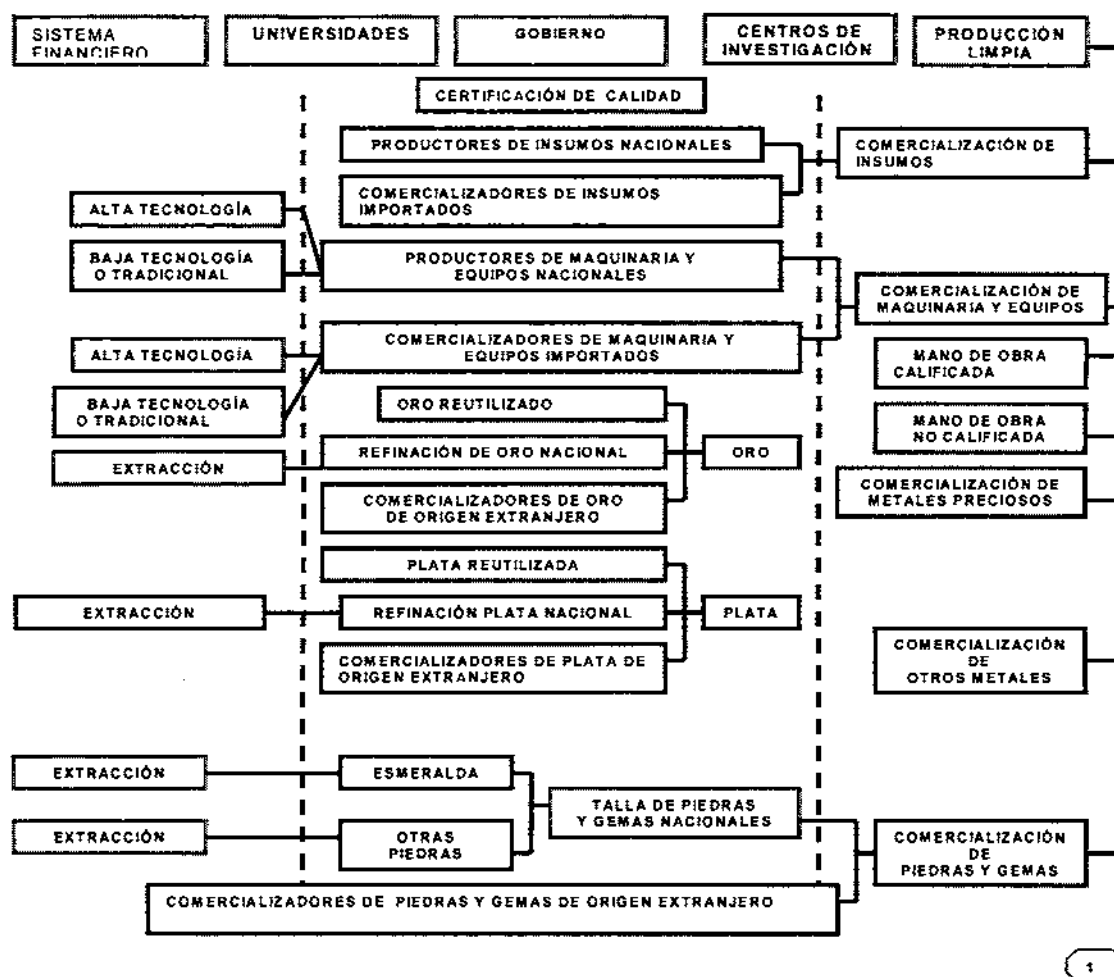 SISTEMA
FINANCIERO
UNIVERSIDADES
GOBIERNO
CENTROS DE
INVESTIGACIÓN
PRODUCCIÓN
LIMPIA
CERTIFICACIÓN DE CALIDAD
PRODUCTORES DE INSUMOS NACIONALES
COMERCIALIZACIÓN DE
INSUMOS
COMERCIALIZADORES DE INSUMOS
IMPORTADOS
ALTA TECNOLOGÍA
BAJA TECNOLOGÍA
O TRADICIONAL
PRODUCTORES DE MAQUINARIA Y
EQUIPOS NACIONALES
COMERCIALIZACIÓN DE
MAQUINARIA Y EQUIPOS
ALTA TECNOLOGÍA
COMERCIALIZADORES DE MAQUINARIA Y
EQUIPOS IMPORTADOS
MANO DE OBRA
CALIFICADA
BAJA TECNOLOGÍA
O TRADICIONAL
ORO REUTILIZADO
MANO DE OBRA
NO CALIFICADA
EXTRACCIÓN
REFINACIÓN DE ORO NACIONAL
ORO
COMERCIALIZACIÓN DE
METALES PRECIOSOS
COMERCIALIZADORES DE ORO
DE ORIGEN EXTRANJERO
PLATA REUTILIZADA
EXTRACCIÓN
REFINACIÓN PLATA NACIONAL
PLATA
COMERCIALIZADORES DE PLATA DE
ORIGEN EXTRANJERO
COMERCIALIZACIÓN
DE
OTROS METALES
EXTRACCIÓN
ESMERALDA
TALLA DE PIEDRAS
Y GEMAS NACIONALES
EXTRACCIÓN
OTRAS
PIEDRAS
COMERCIALIZACIÓN
DE
PIEDRAS Y GEMAS
COMERCIALIZADORES DE PIEDRAS Y GEMAS DE ORIGEN EXTRANJERO
1